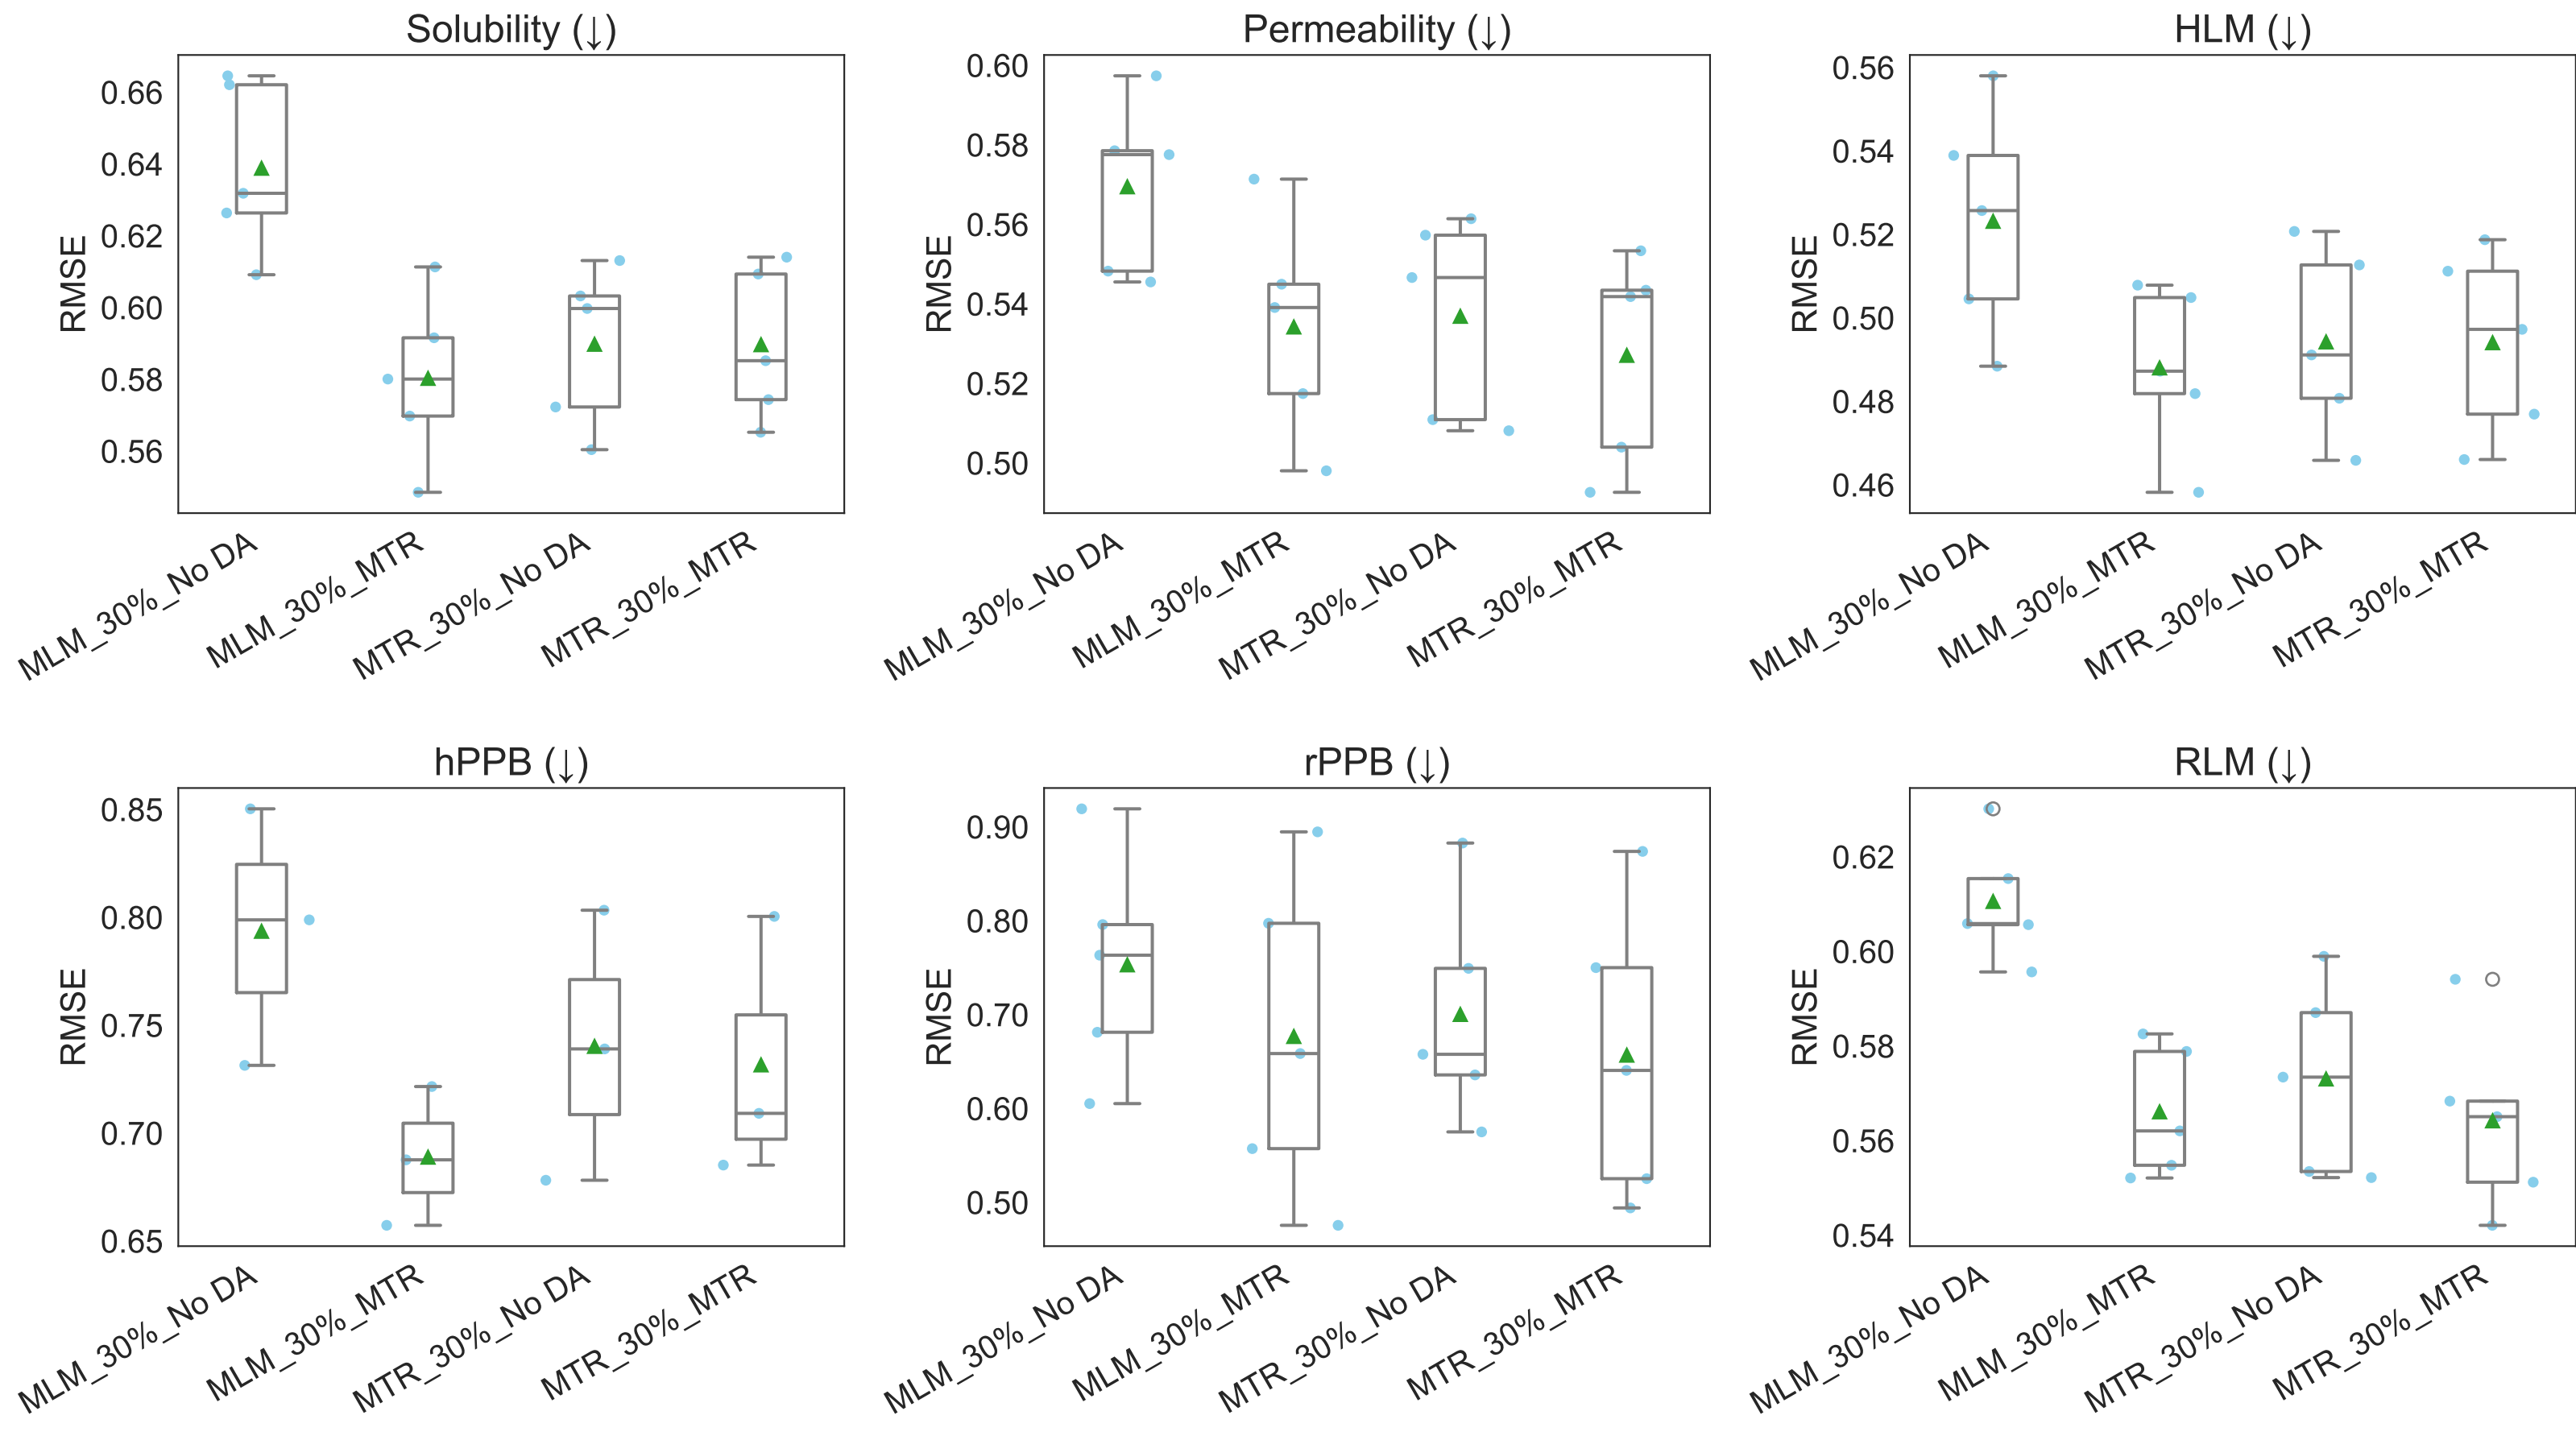 Solubility (↓)
RMSE
0.66
0.64
0.62
0.60
0.58
0.56
MLM_30%_No DA
MLM_30%_MTR
MTR_30%_No DA
MTR_30%_MTR
Permeability (↓)
RMSE
0.60
0.58
0.56
0.54
0.52
0.50
MLM_30%_No DA
MLM_30%_MTR
MTR_30%_No DA
MTR_30%_MTR
HLM (↓)
RMSE
0.56
0.54
0.52
0.50
0.48
0.46
MLM_30%_No DA
MLM_30%_MTR
MTR_30%_No DA
MTR_30%_MTR
hPPB (↓)
RMSE
0.85
0.80
0.75
0.70
0.65
MLM_30%_No DA
MLM_30%_MTR
MTR_30%_No DA
MTR_30%_MTR
rPPB (↓)
RMSE
0.90
0.80
0.70
0.60
0.50
MLM_30%_No DA
MLM_30%_MTR
MTR_30%_No DA
MTR_30%_MTR
RLM (↓)
RMSE
0.62
0.60
0.58
0.56
0.54
MLM_30%_No DA
MLM_30%_MTR
MTR_30%_No DA
MTR_30%_MTR